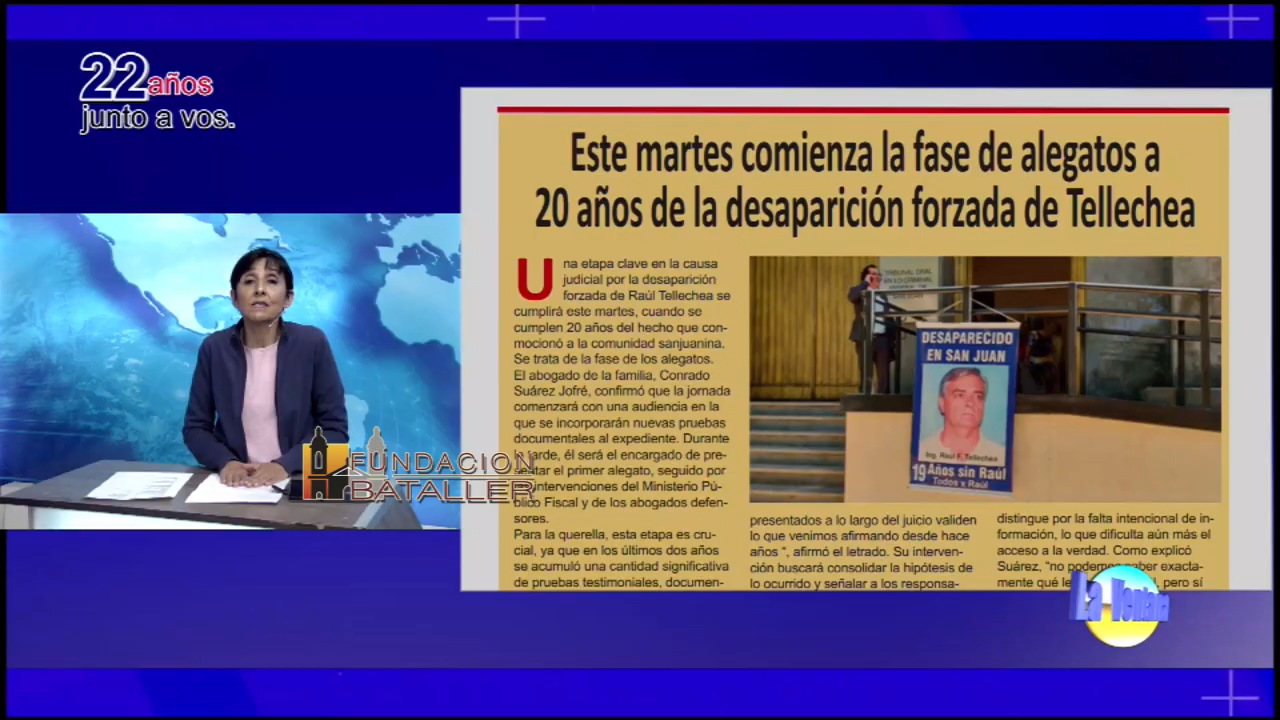 22 años
junto a vos.
Este martes comienza la fase de alegatos a
20 años de la desaparición forzada de Tellechea
Una etapa clave en la causa
judicial por la desaparición
forzada de Raúl Tellechea se
cumplirá este martes, cuando se
cumplen 20 años del hecho que con-
mocionó a la comunidad sanjuanina.
Se trata de la fase de los alegatos.
El abogado de la familia, Conrado
Suárez Jofré, confirmó que la jornada
comenzará con una audiencia en la
que se incorporarán nuevas pruebas
documentales al expediente. Durante
tarde, él será el encargado de pre-
sentar el primer alegato, seguido por
intervenciones del Ministerio Pú-
blico Fiscal y de los abogados defen-
sores.
Para la querella, esta etapa es cru-
cial, ya que en los últimos dos años
se acumuló una cantidad significativa
de pruebas testimoniales, documen-
TRIBUNAL ORAL
EN LO CRIMINAL
DESAPARECIDO
EN SAN JUAN
Ing. Raúl F. Tellechea
19 Años sin Raúl
Todos x Raúl
presentados a lo largo del juicio validen
lo que venimos afirmando desde hace
años ", afirmó el letrado. Su interven-
ción buscará consolidar la hipótesis de
lo ocurrido y señalar a los responsa-
distingue por la falta intencional de in-
formación, lo que dificulta aún más el
acceso a la verdad. Como explicó
Suárez, "no podemos saber exacta-
mente qué le pero sí
FUNDACION
BATALLER
La Ventana